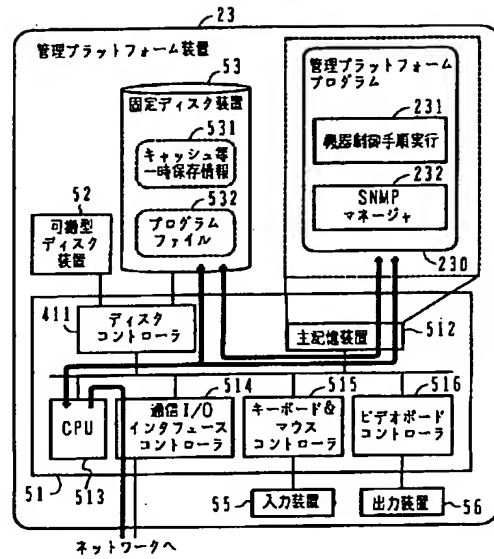 23
管理プラットフォーム装置
53
固定ディスク装置
531
キャッシュ等
一時保存情報
532
プログラム
ファイル
管理プラットフォーム
プログラム
231
機器制御手順実行
232
SNMP
マネージャ
230
52
可搬型
ディスク
装置
411
ディスク
コントローラ
主記憶装置
512
CPU
513
514
通信I/O
インタフェース
コントローラ
515
キーボード&
マウス
コントローラ
516
ビデオボード
コントローラ
51
55
入力装置
出力装置
56
ネットワークへ